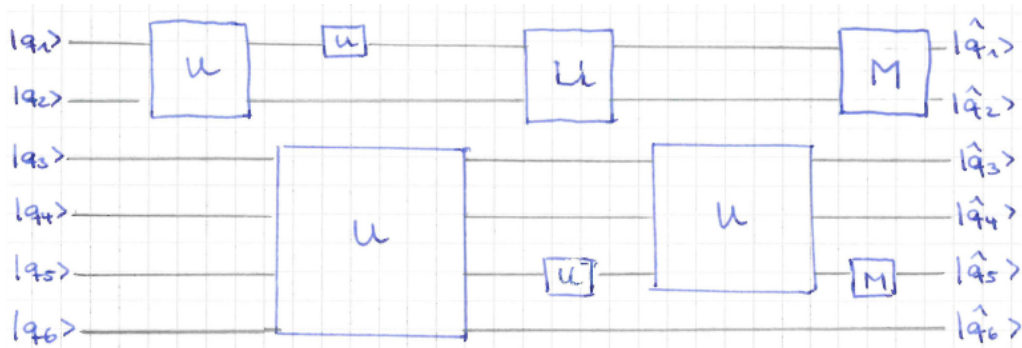 |q₁> U u U M |q̂₁>
|q₂> |q̂₂>
|q₃> |q̂₃>
|q₄> U U |q̂₄>
|q₅> U M |q̂₅>
|q₆> |q̂₆>